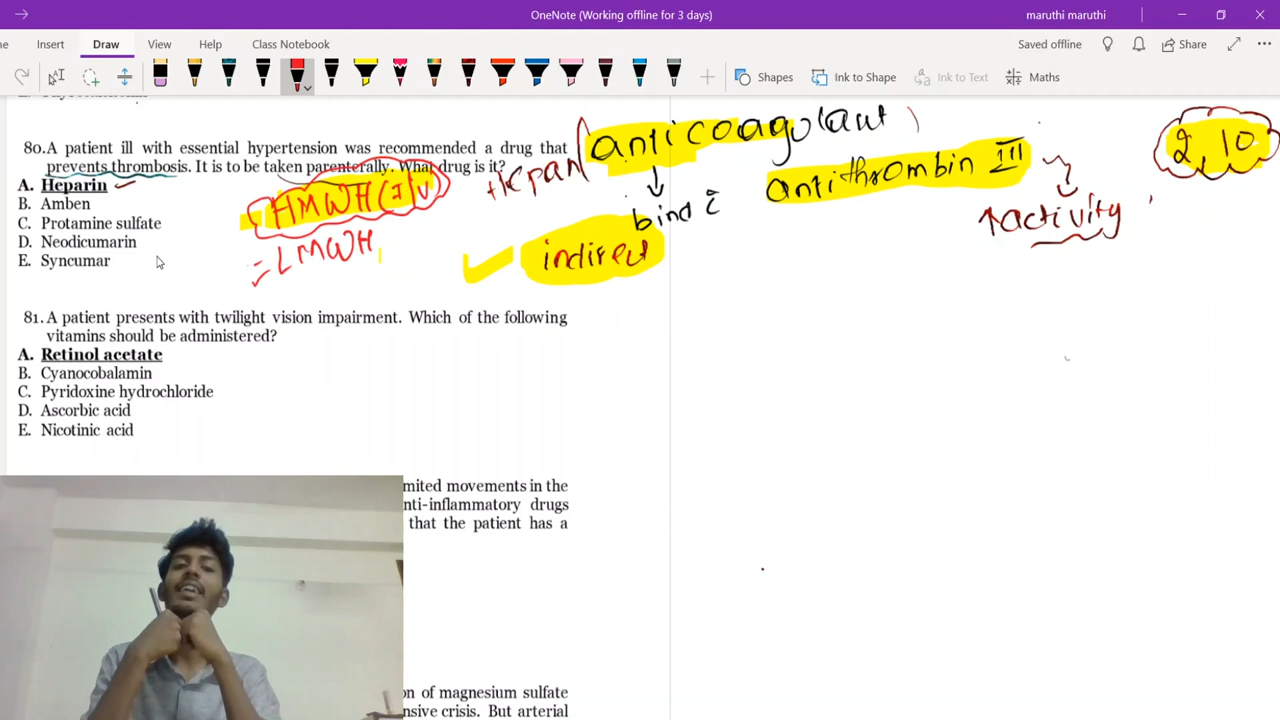 OneNote (Working offline for 3 days)
maruthi maruthi
Insert Draw View Help Class Notebook
Saved offline
Share
Shapes
Ink to Shape
Ink to Text
Maths
80. A patient ill with essential hypertension was recommended a drug that
prevents thrombosis. It is to be taken parenterally. What drug is it?
A. Heparin
B. Amben
C. Protamine sulfate
D. Neodicumarin
E. Syncumar
HMWH (I/V)
= LMWH
(anticoagulant)
bind c̄
indirect
antithrombin III
↑activity
2, 10
81. A patient presents with twilight vision impairment. Which of the following
vitamins should be administered?
A. Retinol acetate
B. Cyanocobalamin
C. Pyridoxine hydrochloride
D. Ascorbic acid
E. Nicotinic acid
mited movements in the
nti-inflammatory drugs
that the patient has a
on of magnesium sulfate
nsive crisis. But arterial